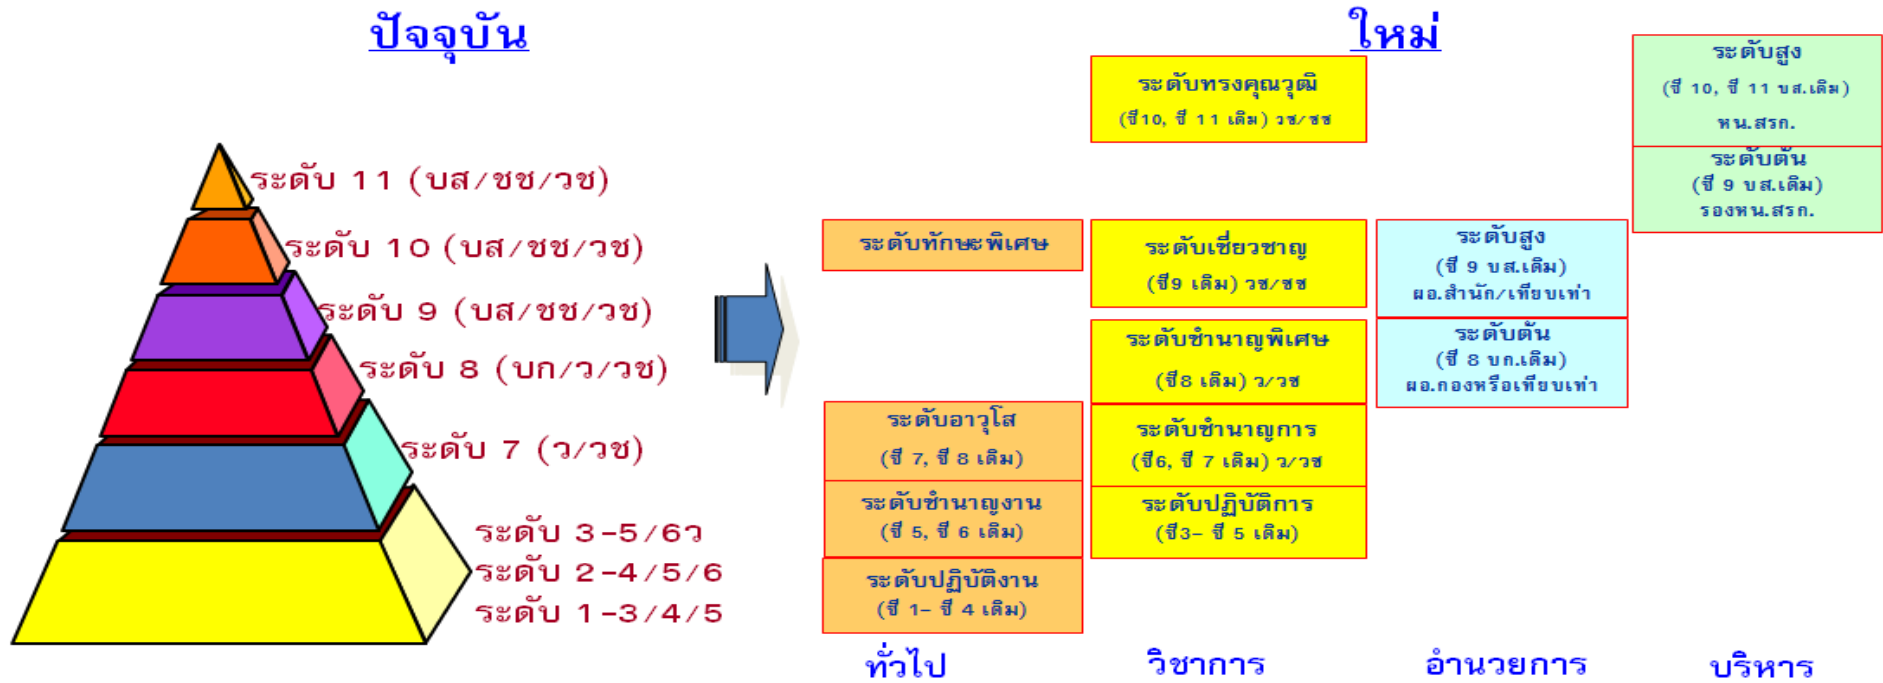 ปัจจุบัน
ระดับ 11 (บส/ชช/วช)
ระดับ 10 (บส/ชช/วช)
ระดับ 9 (บส/ชช/วช)
ระดับ 8 (บก/ว/วช)
ระดับ 7 (ว/วช)
ระดับ 3-5/6ว
ระดับ 2-4/5/6
ระดับ 1-3/4/5
ใหม่
ระดับทักษะพิเศษ
ระดับอาวุโส
(ซี 7, ซี 8 เดิม)
ระดับชำนาญงาน
(ซี 5, ซี 6 เดิม)
ระดับปฏิบัติงาน
(ซี 1- ซี 4 เดิม)
ทั่วไป
ระดับทรงคุณวุฒิ
(ซี10, ซี 11 เดิม) วช/ชช
ระดับเชี่ยวชาญ
(ซี9 เดิม) วช/ชช
ระดับชำนาญพิเศษ
(ซี8 เดิม) ว/วช
ระดับชำนาญการ
(ซี6, ซี 7 เดิม) ว/วช
ระดับปฏิบัติการ
(ซี3- ซี 5 เดิม)
วิชาการ
ระดับสูง
(ซี 9 บส.เดิม)
ผอ.สำนัก/เทียบเท่า
ระดับต้น
(ซี 8 บก.เดิม)
ผอ.กองหรือเทียบเท่า
อำนวยการ
ระดับสูง
(ซี 10, ซี 11 บส.เดิม)
หน.สรก.
ระดับต้น
(ซี 9 บส.เดิม)
รองหน.สรก.
บริหาร